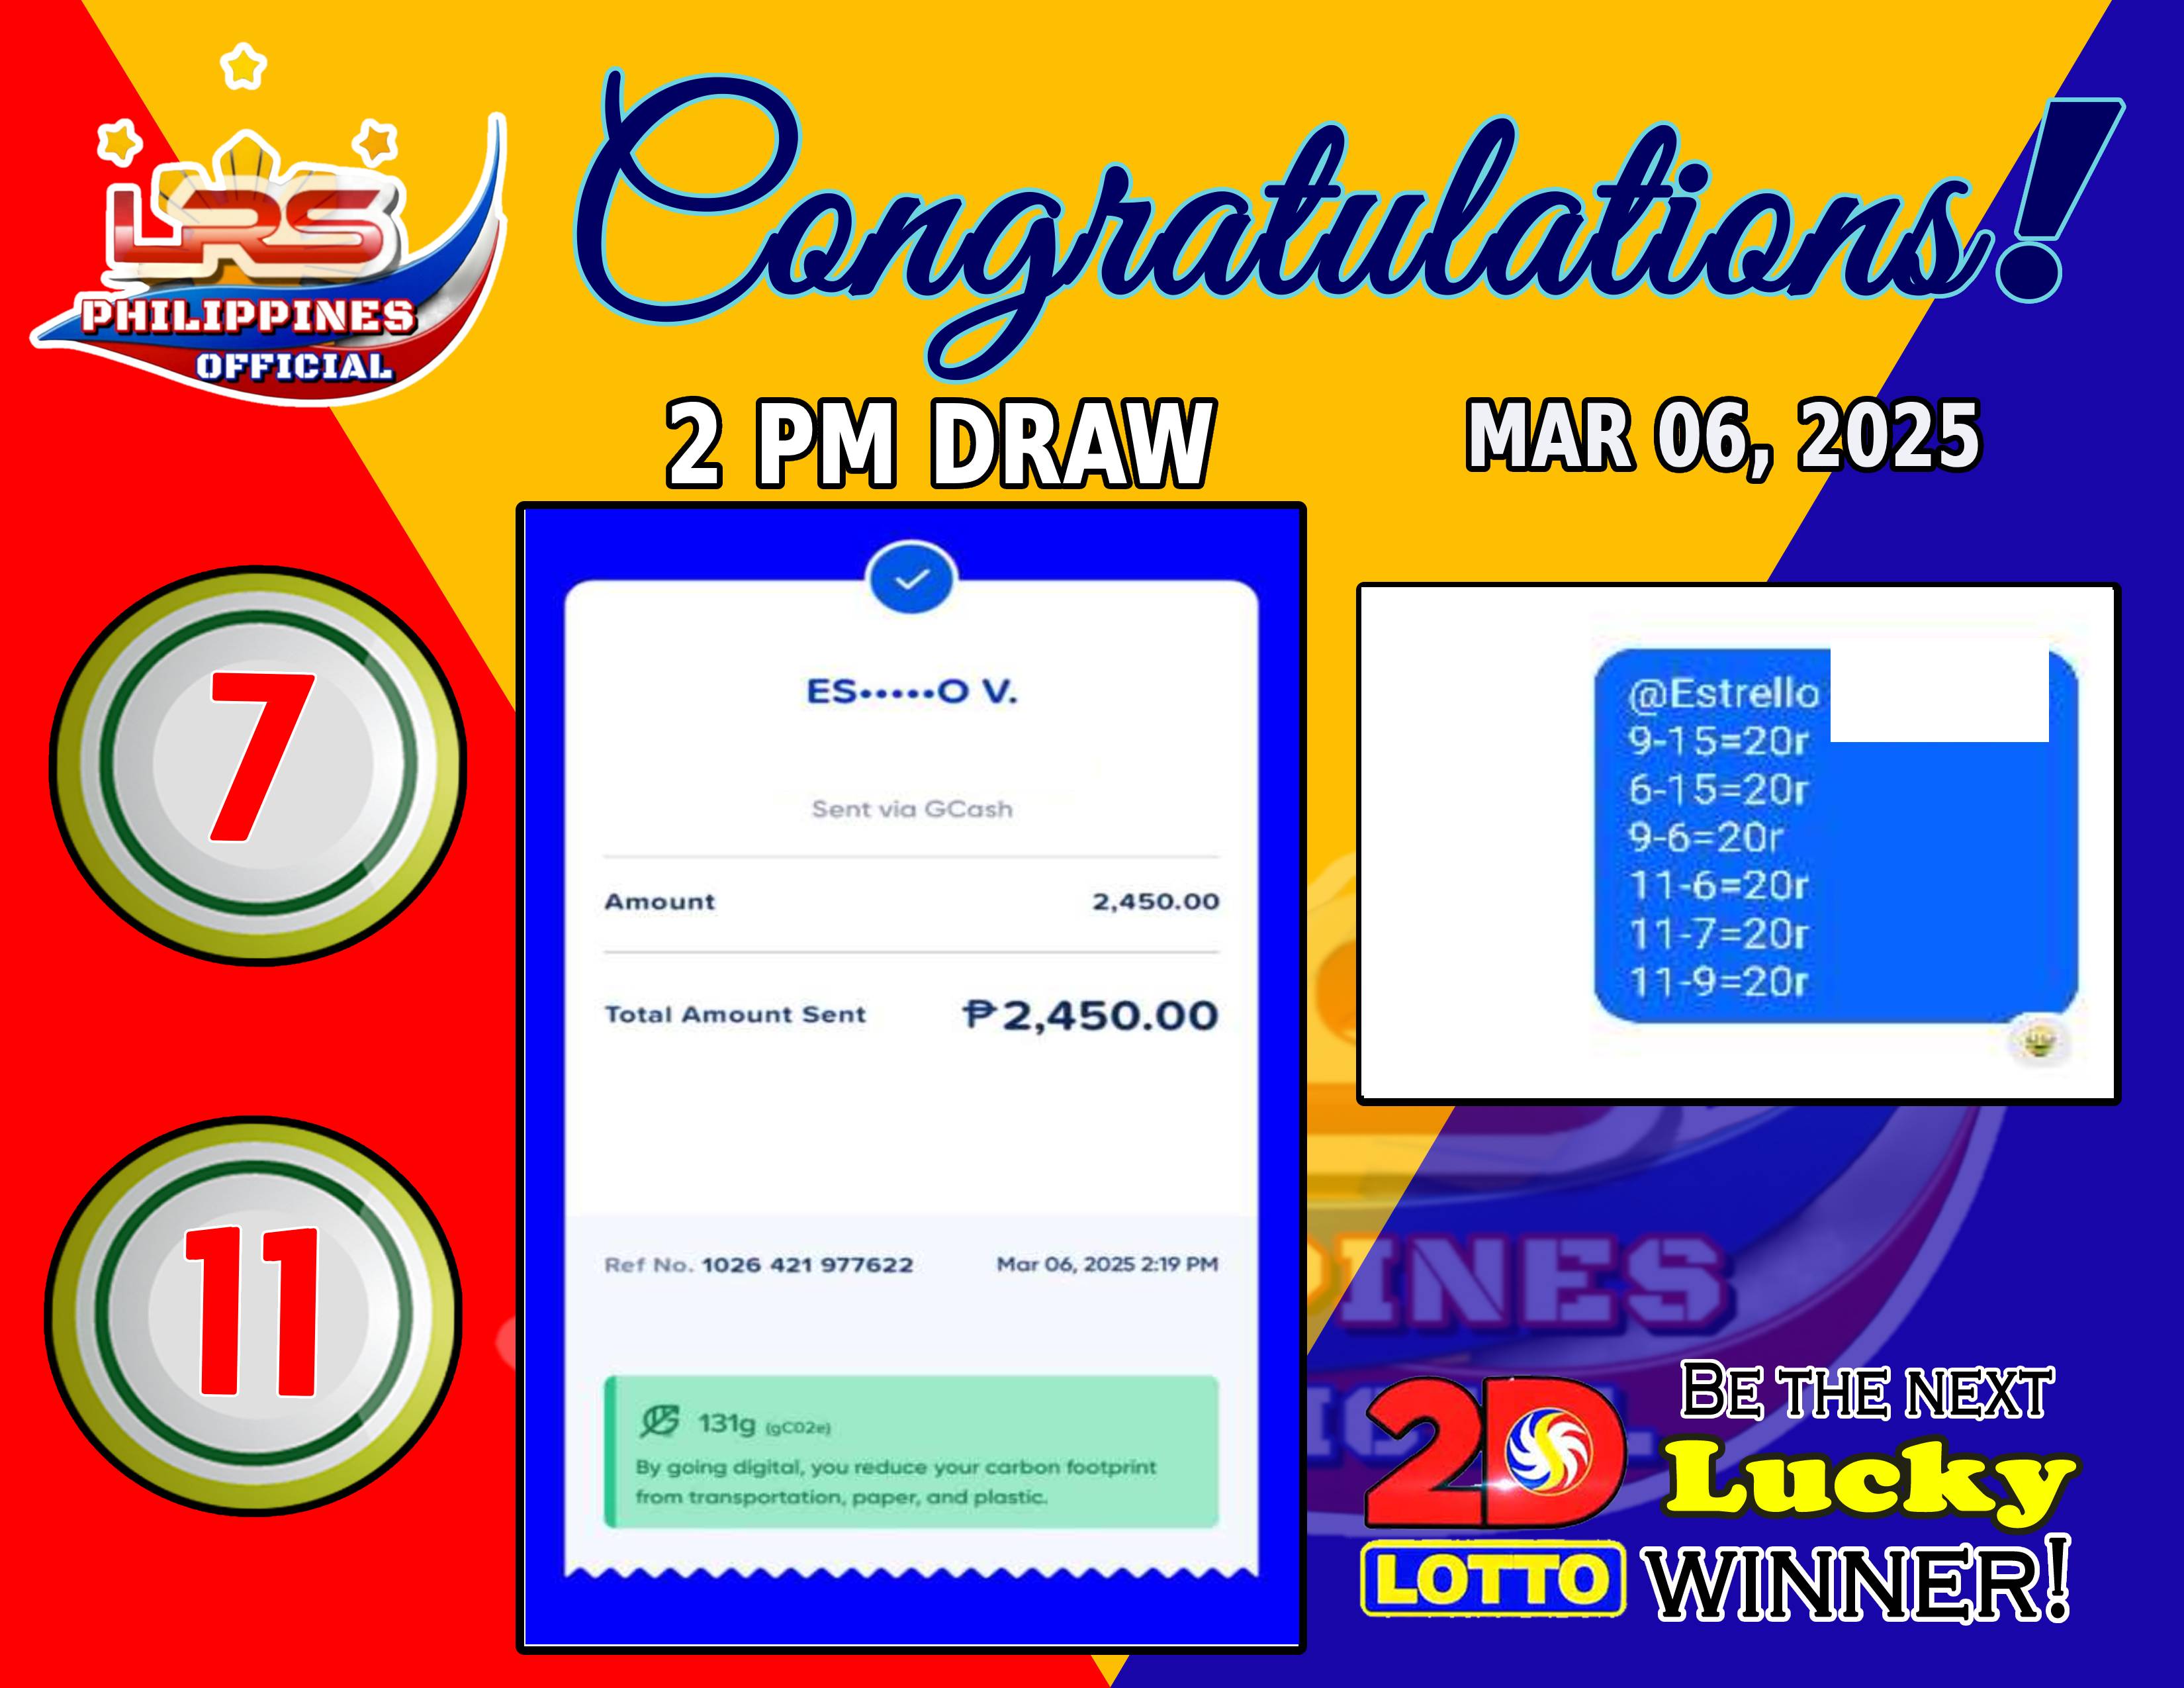 LRS
PHILIPPINES
OFFICIAL
Congratulations!
2 PM DRAW
MAR 06, 2025
7
11
ES•••••O V.
Sent via GCash
Amount 2,450.00
Total Amount Sent ₱2,450.00
Ref No. 1026 421 977622 Mar 06, 2025 2:19 PM
131g (gC02e)
By going digital, you reduce your carbon footprint
from transportation, paper, and plastic.
@Estrello
9-15=20r
6-15=20r
9-6=20r
11-6=20r
11-7=20r
11-9=20r
PINES
2D
LOTTO
BE THE NEXT
Lucky
WINNER!